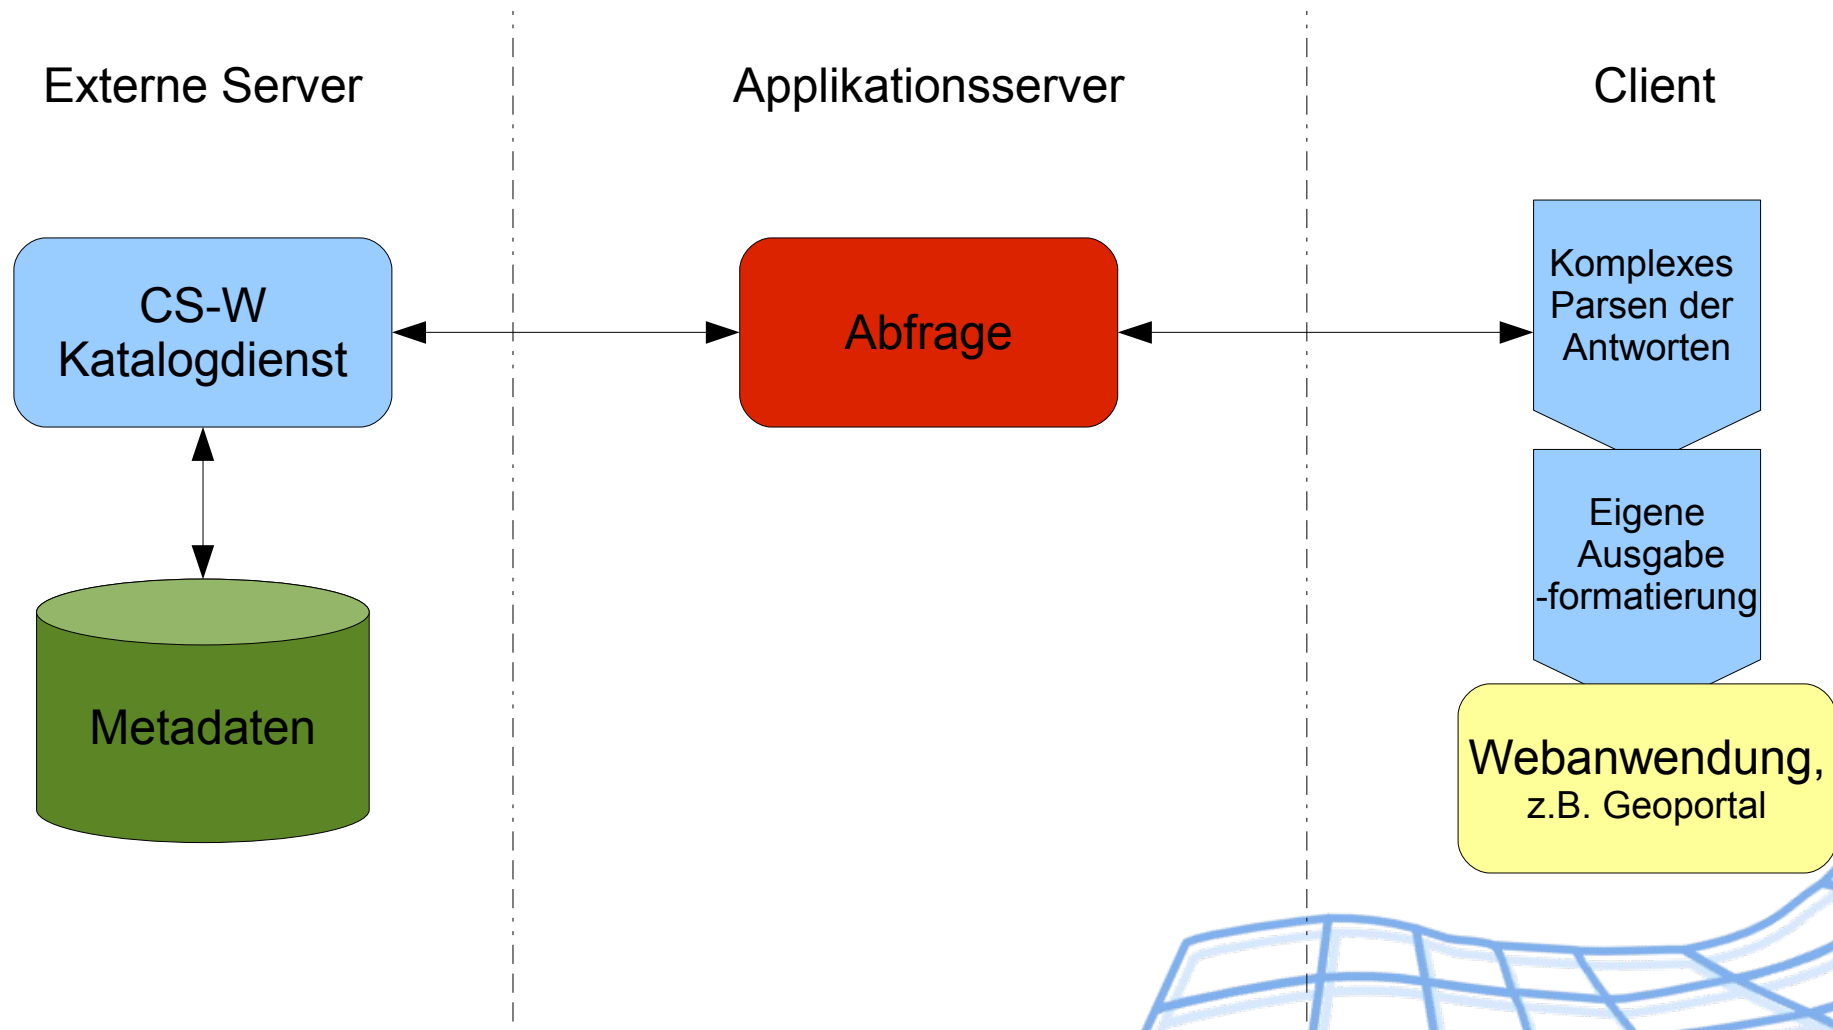 Externe Server
Applikationsserver
Client
CS-W
Katalogdienst
Abfrage
Komplexes
Parsen der
Antworten
Eigene
Ausgabe
-formatierung
Metadaten
Webanwendung,
z.B. Geoportal